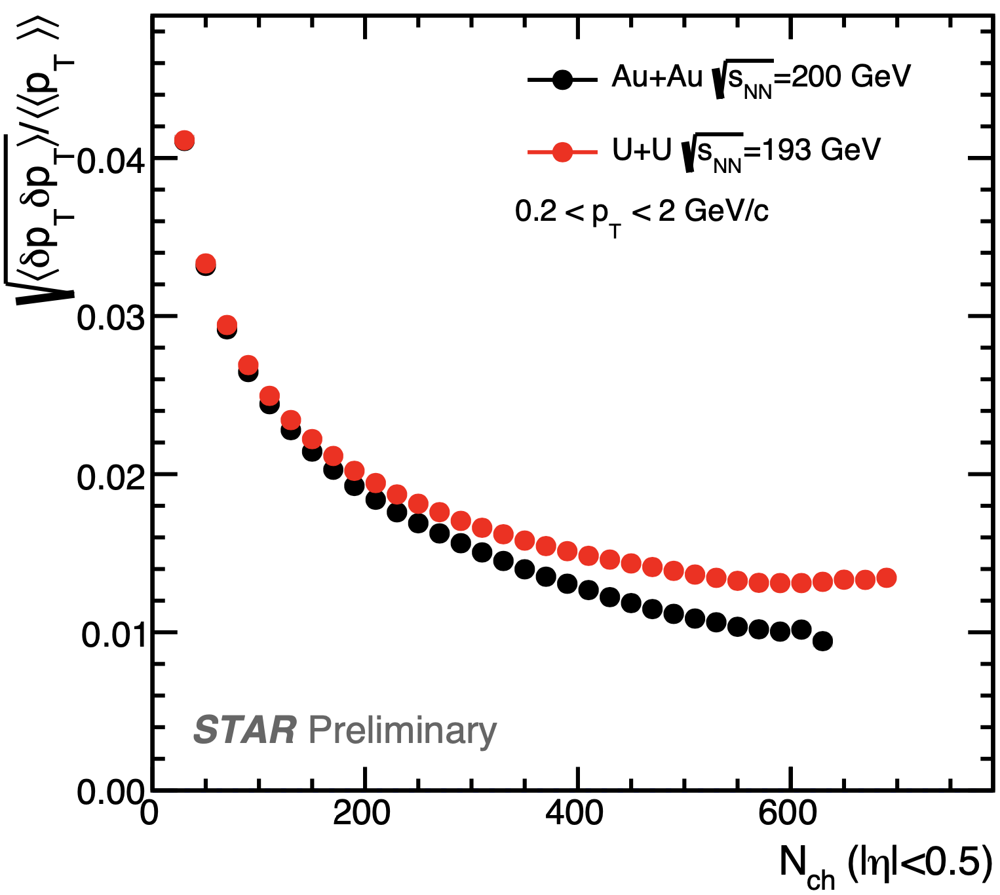 √⟨δp_T δp_T⟩/⟨⟨p_T⟩⟩
Au+Au √s_NN=200 GeV
U+U √s_NN=193 GeV
0.2 < p_T < 2 GeV/c
0.04
0.03
0.02
0.01
0.00
STAR Preliminary
0 200 400 600
N_ch (|η|<0.5)